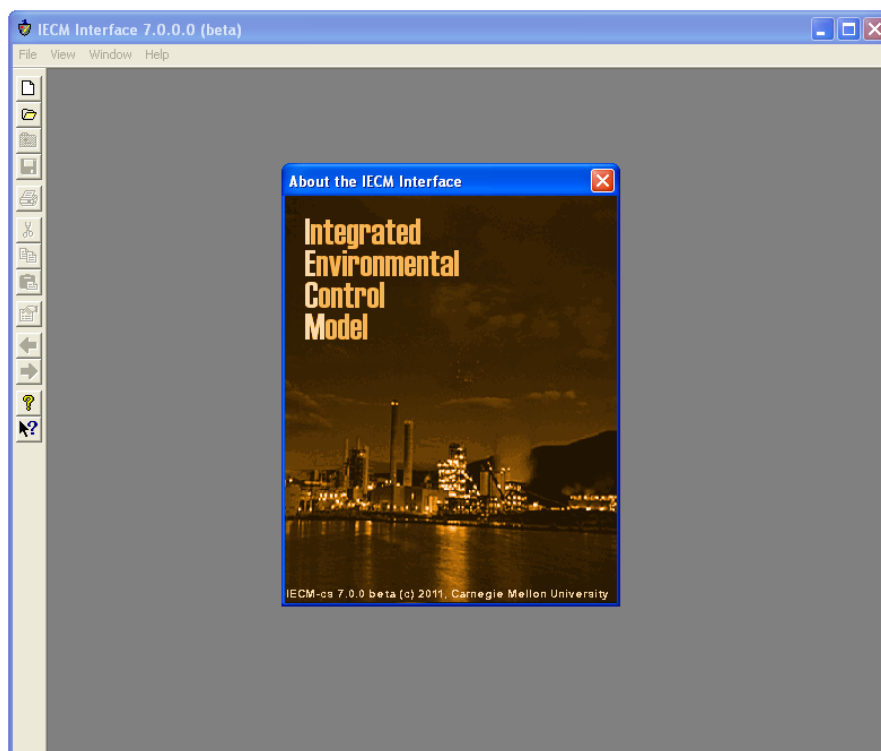 IECM Interface 7.0.0.0 (beta)
File View Window Help
About the IECM Interface
Integrated
Environmental
Control
Model
IECM-cs 7.0.0 beta (c) 2011, Carnegie Mellon University